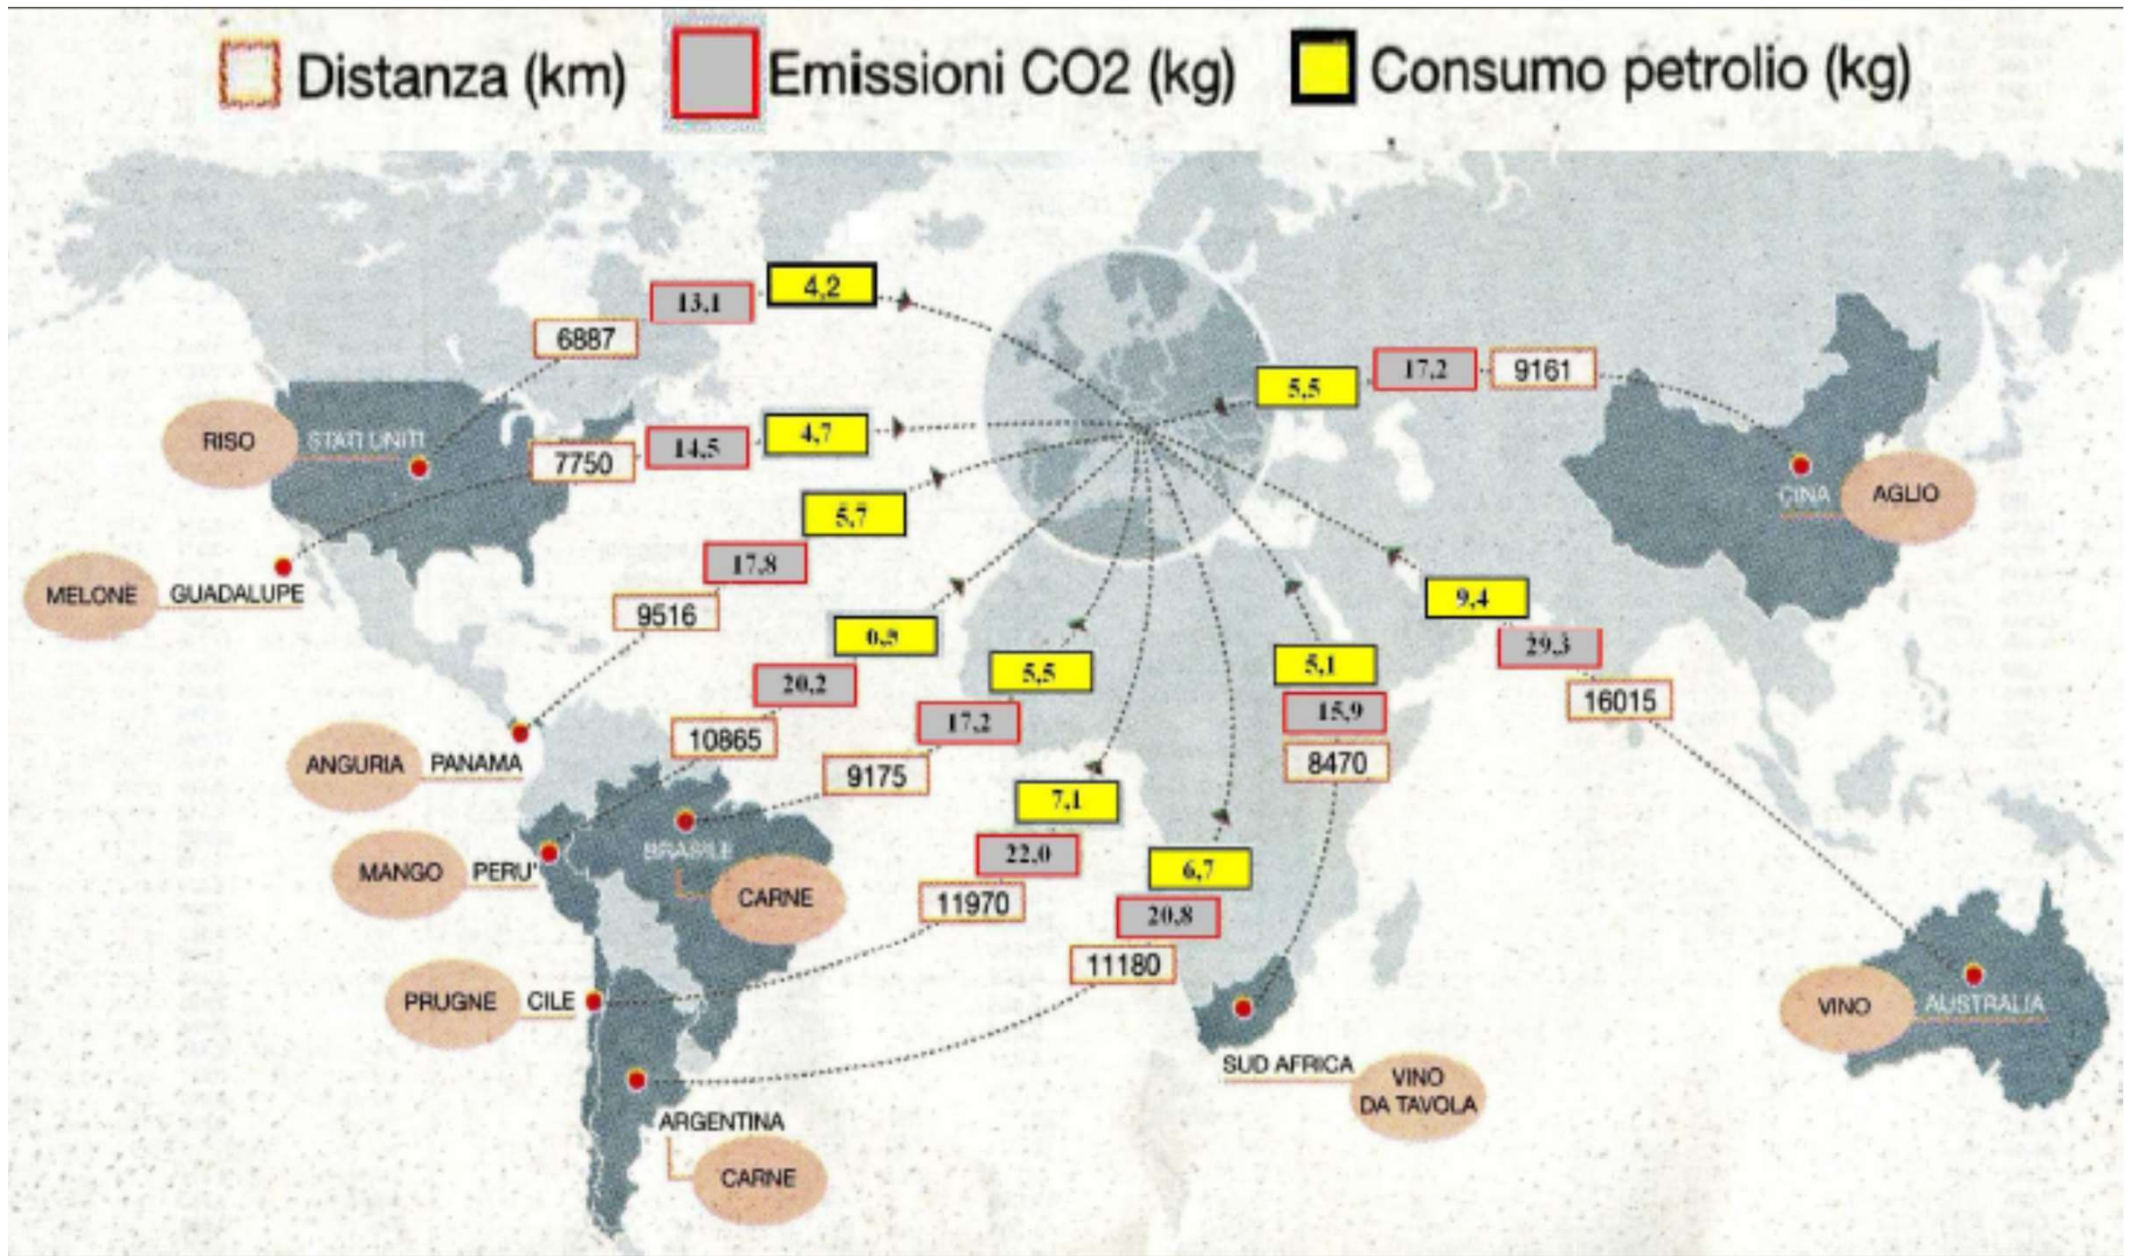 Distanza (km)
Emissioni CO2 (kg)
Consumo petrolio (kg)
13,1
4,2
6887
RISO
STATI UNITI
7750
14,5
4,7
5,5
17,2
9161
CINA
AGLIO
MELONE
GUADALUPE
9516
17,8
5,7
ANGURIA
PANAMA
10865
20,2
9175
17,2
5,5
5,1
15,9
8470
9,4
29,3
16015
MANGO
PERU'
BRASILE
CARNE
7,1
22,0
11970
6,7
20,8
11180
PRUGNE
CILE
ARGENTINA
CARNE
SUD AFRICA
VINO
DA TAVOLA
VINO
AUSTRALIA